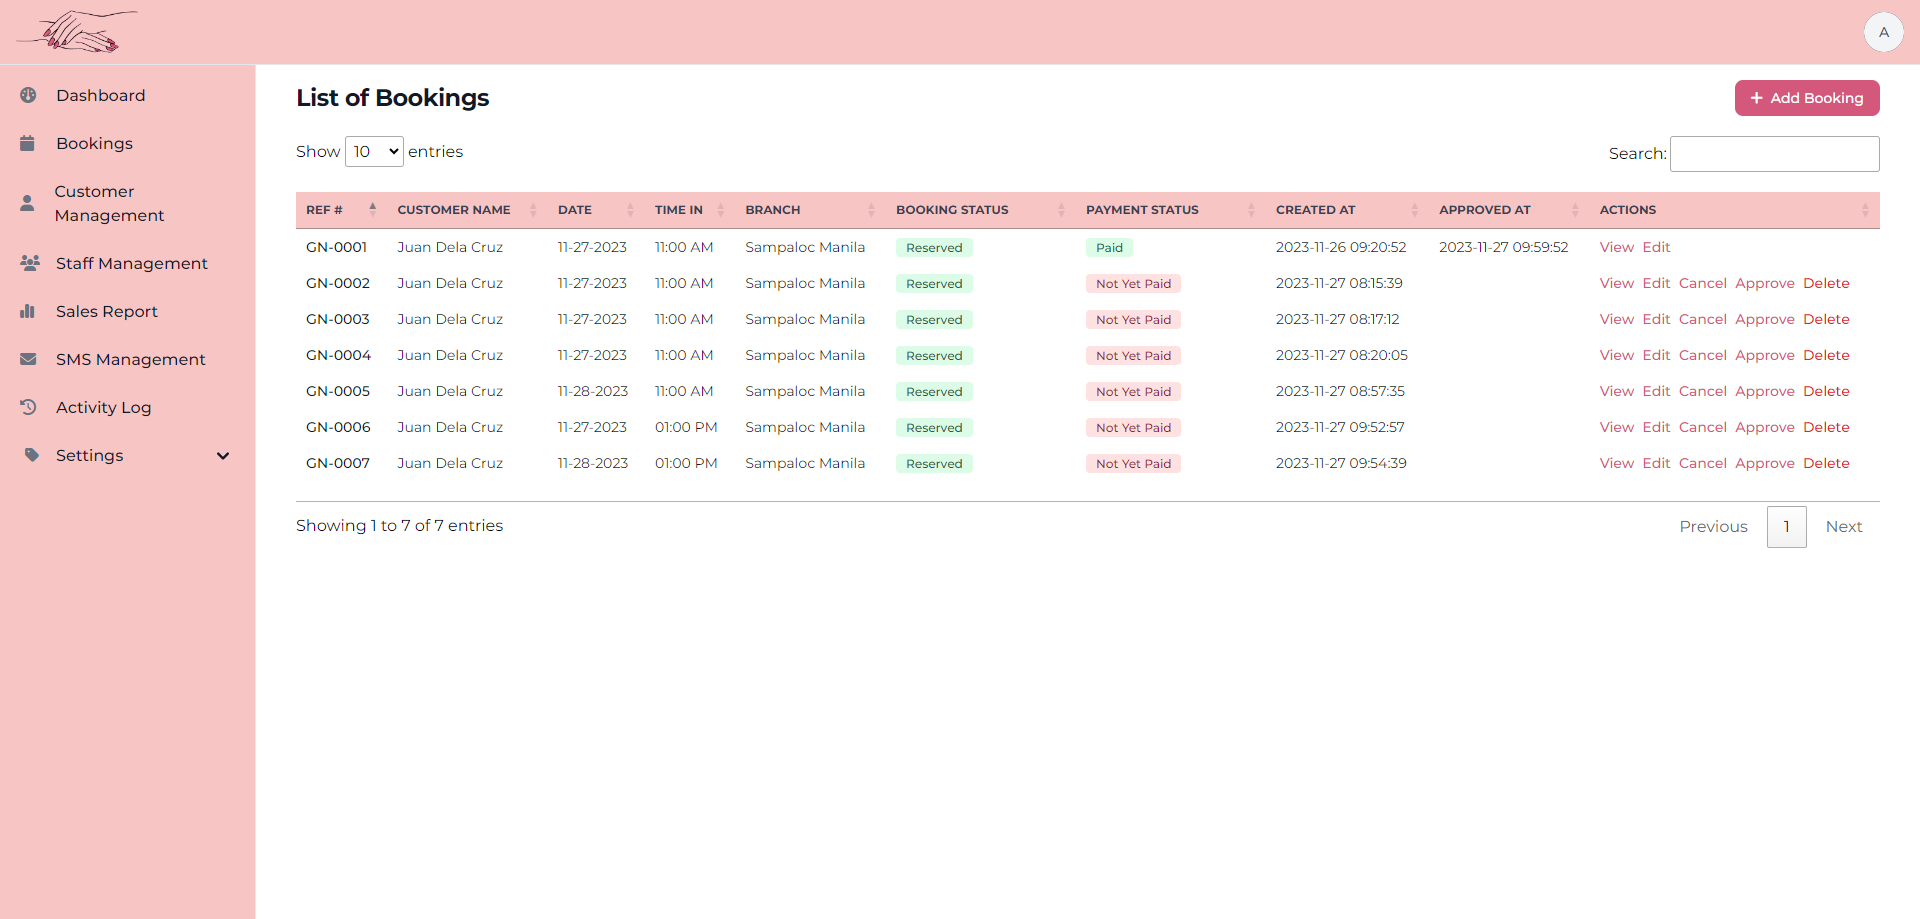 A
Dashboard
Bookings
Customer
Management
Staff Management
Sales Report
SMS Management
Activity Log
Settings
List of Bookings
+ Add Booking
Show 10 entries
Search:
REF # CUSTOMER NAME DATE TIME IN BRANCH BOOKING STATUS PAYMENT STATUS CREATED AT APPROVED AT ACTIONS
GN-0001 Juan Dela Cruz 11-27-2023 11:00 AM Sampaloc Manila Reserved Paid 2023-11-26 09:20:52 2023-11-27 09:59:52 View Edit
GN-0002 Juan Dela Cruz 11-27-2023 11:00 AM Sampaloc Manila Reserved Not Yet Paid 2023-11-27 08:15:39 View Edit Cancel Approve Delete
GN-0003 Juan Dela Cruz 11-27-2023 11:00 AM Sampaloc Manila Reserved Not Yet Paid 2023-11-27 08:17:12 View Edit Cancel Approve Delete
GN-0004 Juan Dela Cruz 11-27-2023 11:00 AM Sampaloc Manila Reserved Not Yet Paid 2023-11-27 08:20:05 View Edit Cancel Approve Delete
GN-0005 Juan Dela Cruz 11-28-2023 11:00 AM Sampaloc Manila Reserved Not Yet Paid 2023-11-27 08:57:35 View Edit Cancel Approve Delete
GN-0006 Juan Dela Cruz 11-27-2023 01:00 PM Sampaloc Manila Reserved Not Yet Paid 2023-11-27 09:52:57 View Edit Cancel Approve Delete
GN-0007 Juan Dela Cruz 11-28-2023 01:00 PM Sampaloc Manila Reserved Not Yet Paid 2023-11-27 09:54:39 View Edit Cancel Approve Delete
Showing 1 to 7 of 7 entries
Previous 1 Next